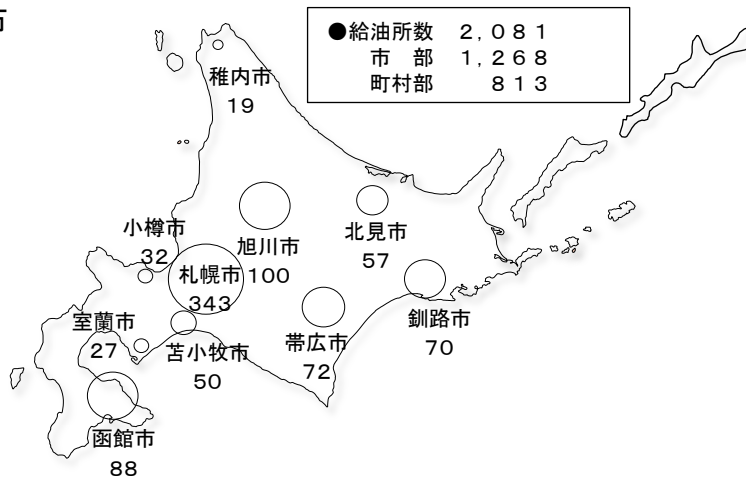 市
●給油所数 2,081
市 部 1,268
町村部 813
稚内市
19
小樽市
32
旭川市
100
北見市
57
札幌市
343
釧路市
70
室蘭市
27
苫小牧市
50
帯広市
72
函館市
88